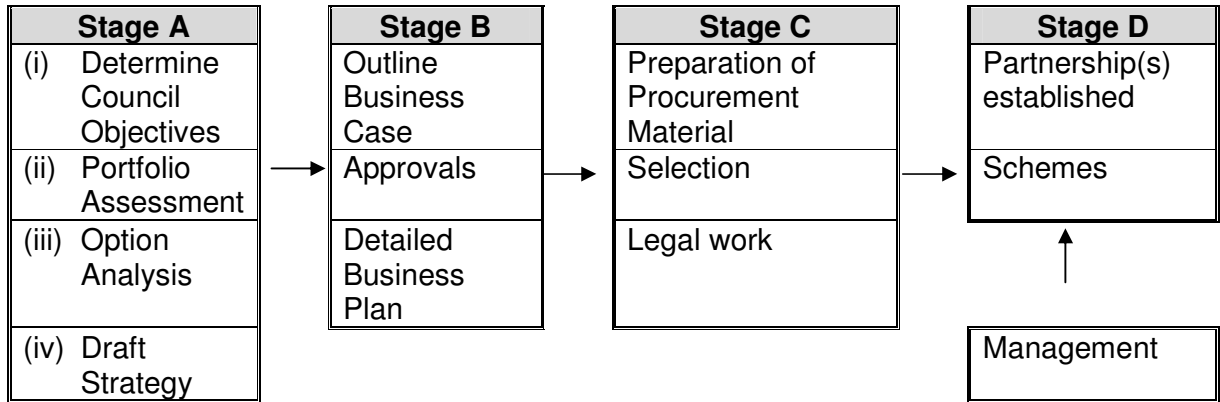 Stage A
(i) Determine
Council
Objectives
(ii) Portfolio
Assessment
(iii) Option
Analysis
(iv) Draft
Strategy
Stage B
Outline
Business
Case
Approvals
Detailed
Business
Plan
Stage C
Preparation of
Procurement
Material
Selection
Legal work
Stage D
Partnership(s)
established
Schemes
Management